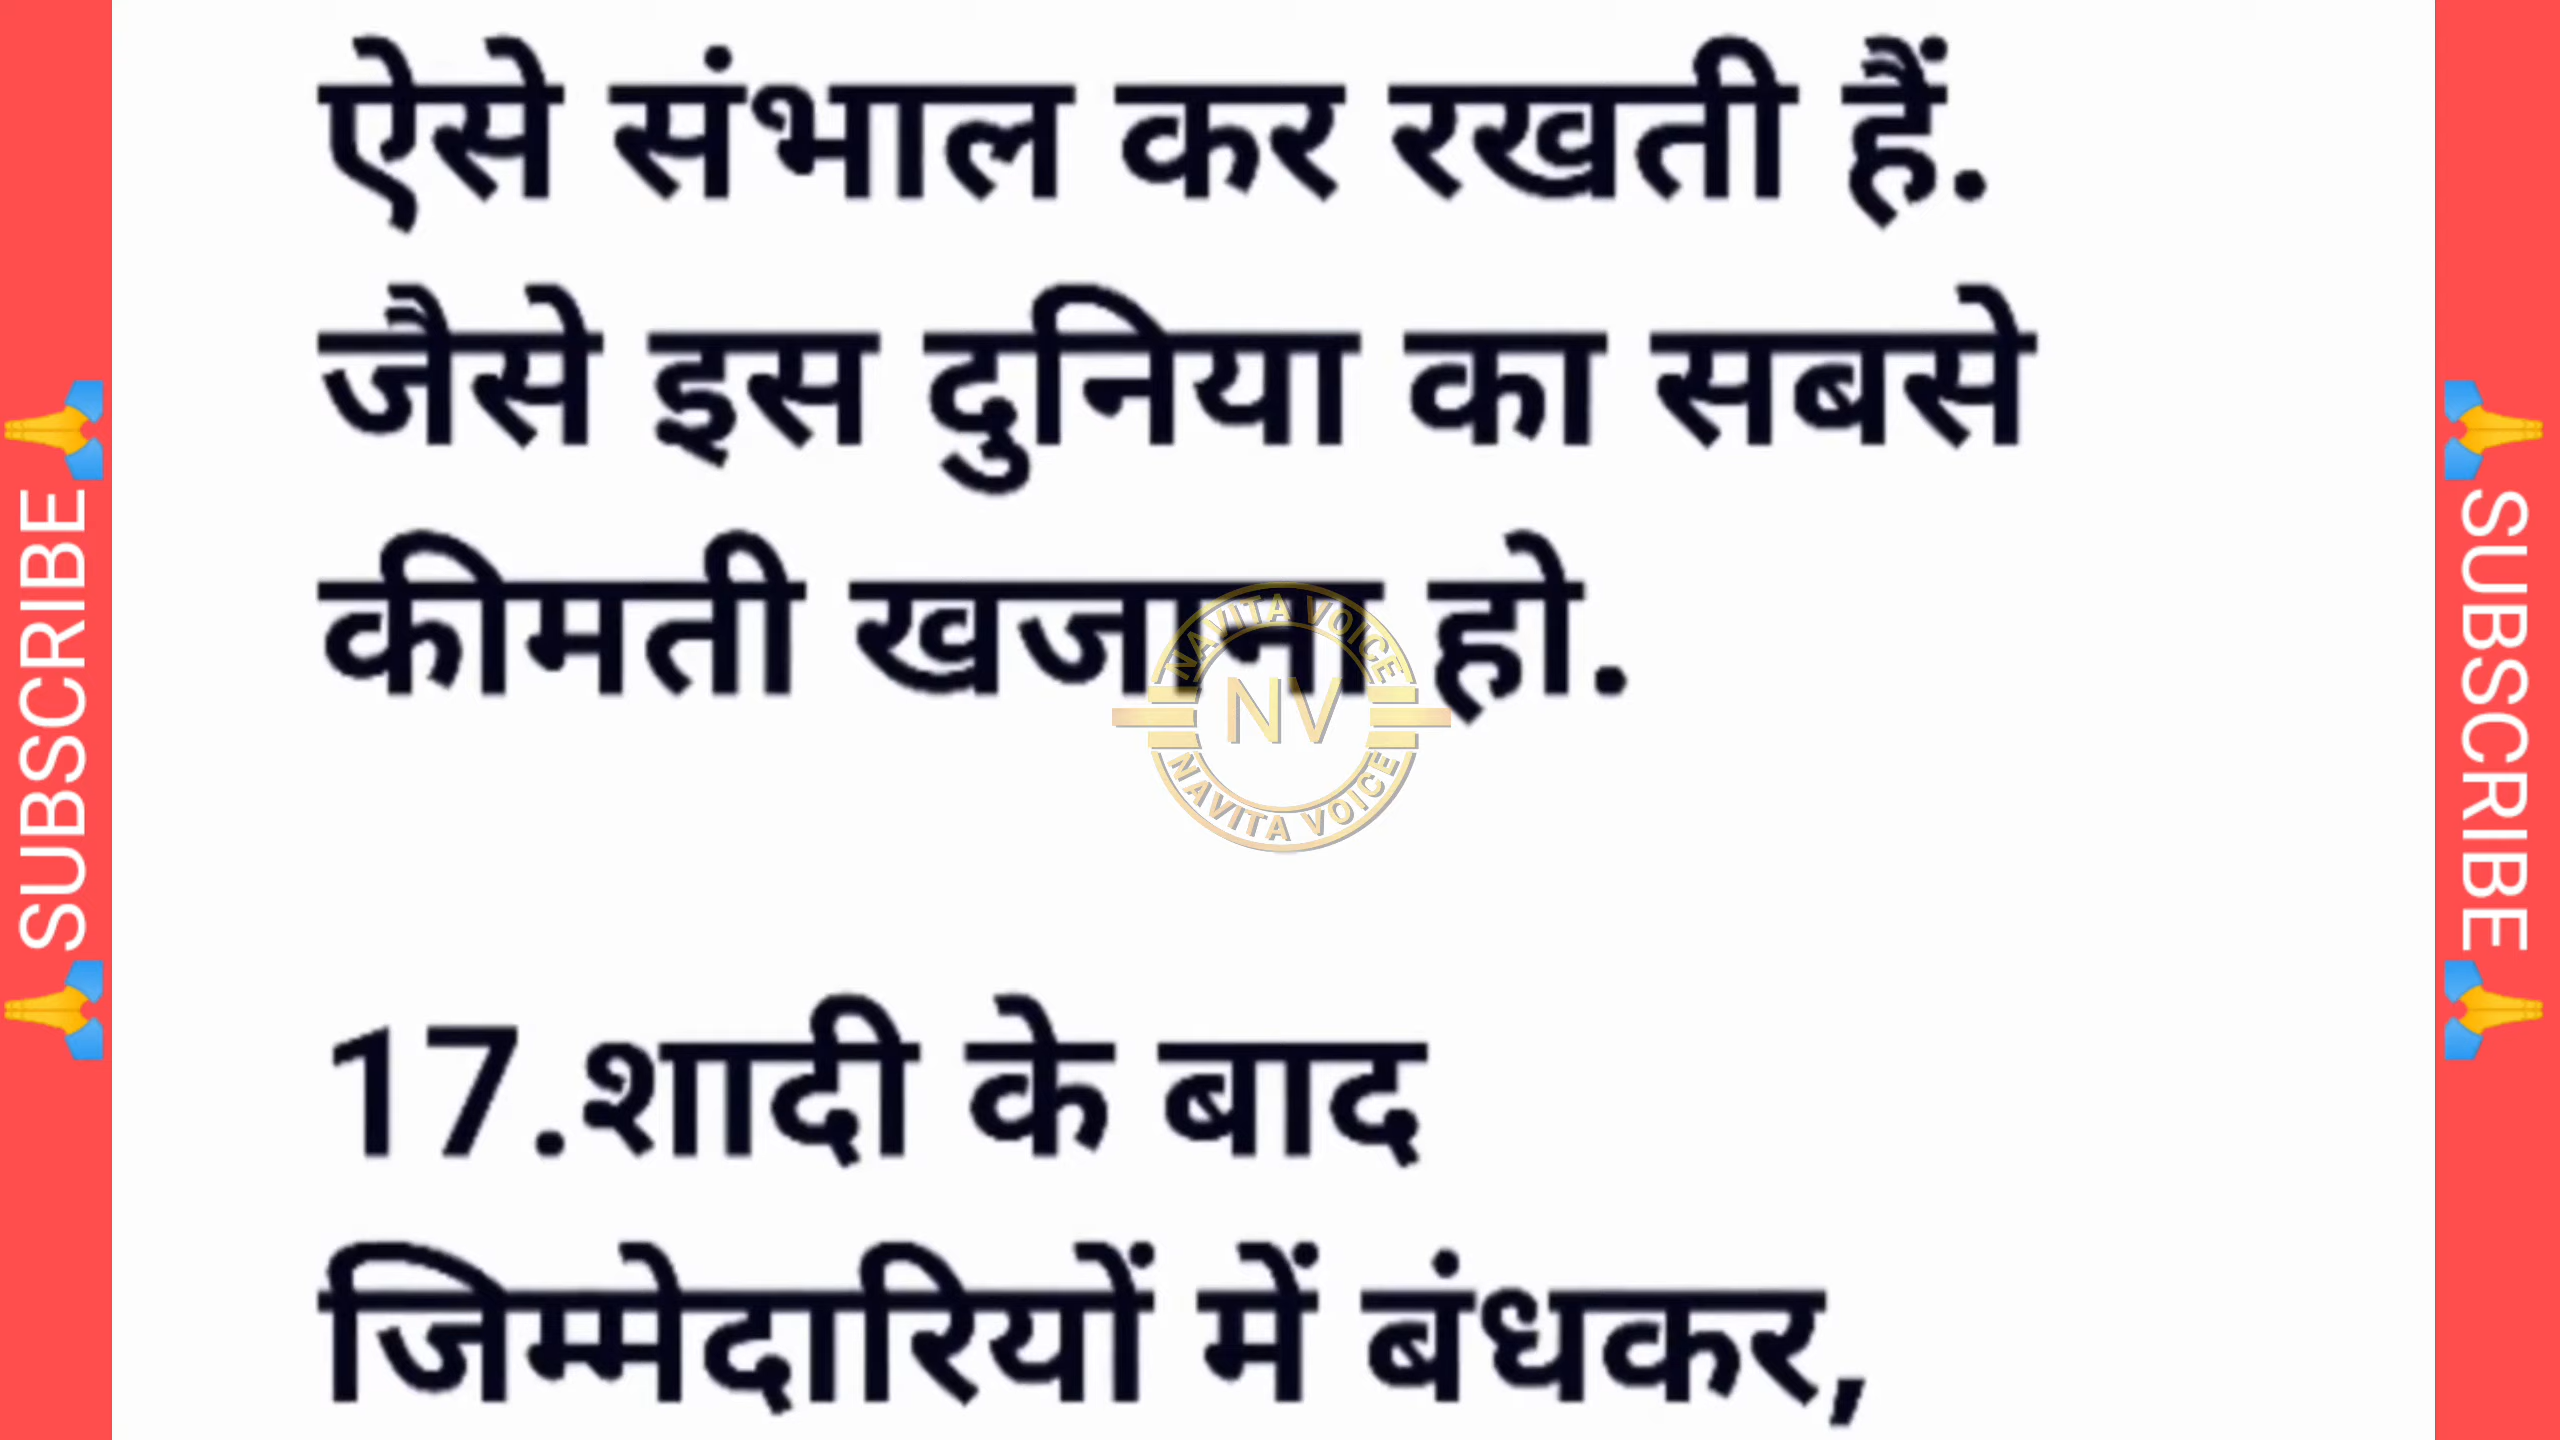 ऐसे संभाल कर रखती हैं.
जैसे इस दुनिया का सबसे
कीमती खजाना हो.
17.शादी के बाद
जिम्मेदारियों में बंधकर,
SUBSCRIBE
SUBSCRIBE
NAVITA VOICE
NV
NAVITA VOICE